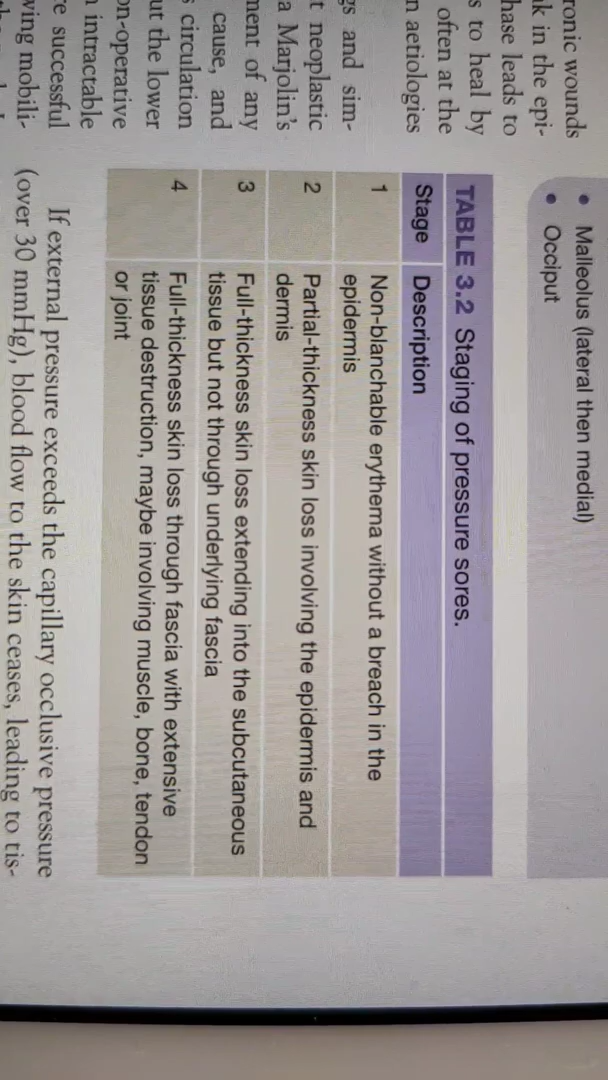 ronic wounds
k in the epi-
hase leads to
s to heal by
often at the
n aetiologies
gs and sim-
t neoplastic
a Marjolin's
ment of any
cause, and
s circulation
ut the lower
on-operative
intractable
re successful
ving mobili-
• Malleolus (lateral then medial)
• Occiput
TABLE 3.2 Staging of pressure sores.
Stage Description
1 Non-blanchable erythema without a breach in the
epidermis
2 Partial-thickness skin loss involving the epidermis and
dermis
3 Full-thickness skin loss extending into the subcutaneous
tissue but not through underlying fascia
4 Full-thickness skin loss through fascia with extensive
tissue destruction, maybe involving muscle, bone, tendon
or joint
If external pressure exceeds the capillary occlusive pressure
(over 30 mmHg), blood flow to the skin ceases, leading to tis-